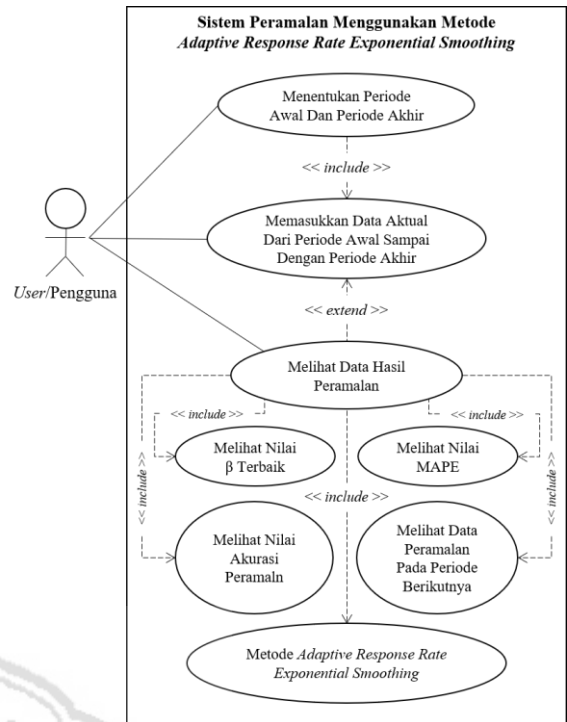 Sistem Peramalan Menggunakan Metode
Adaptive Response Rate Exponential Smoothing
Menentukan Periode
Awal Dan Periode Akhir
<< include >>
Memasukkan Data Aktual
Dari Periode Awal Sampai
Dengan Periode Akhir
User/Pengguna
<< extend >>
Melihat Data Hasil
Peramalan
<< include >>
<< include >>
Melihat Nilai
β Terbaik
Melihat Nilai
MAPE
<< include >>
<< include >>
<< include >>
Melihat Nilai
Akurasi
Peramaln
Melihat Data
Peramalan
Pada Periode
Berikutnya
Metode Adaptive Response Rate
Exponential Smoothing